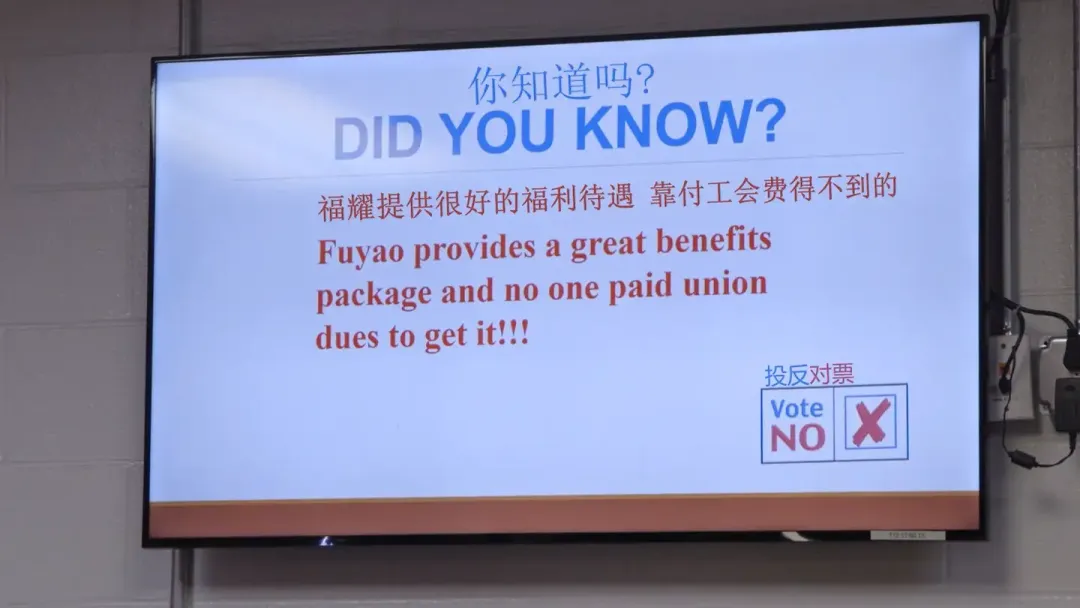 你知道吗?
DID YOU KNOW?
福耀提供很好的福利待遇 靠付工会费得不到的
Fuyao provides a great benefits
package and no one paid union
dues to get it!!!
投反对票
Vote
NO